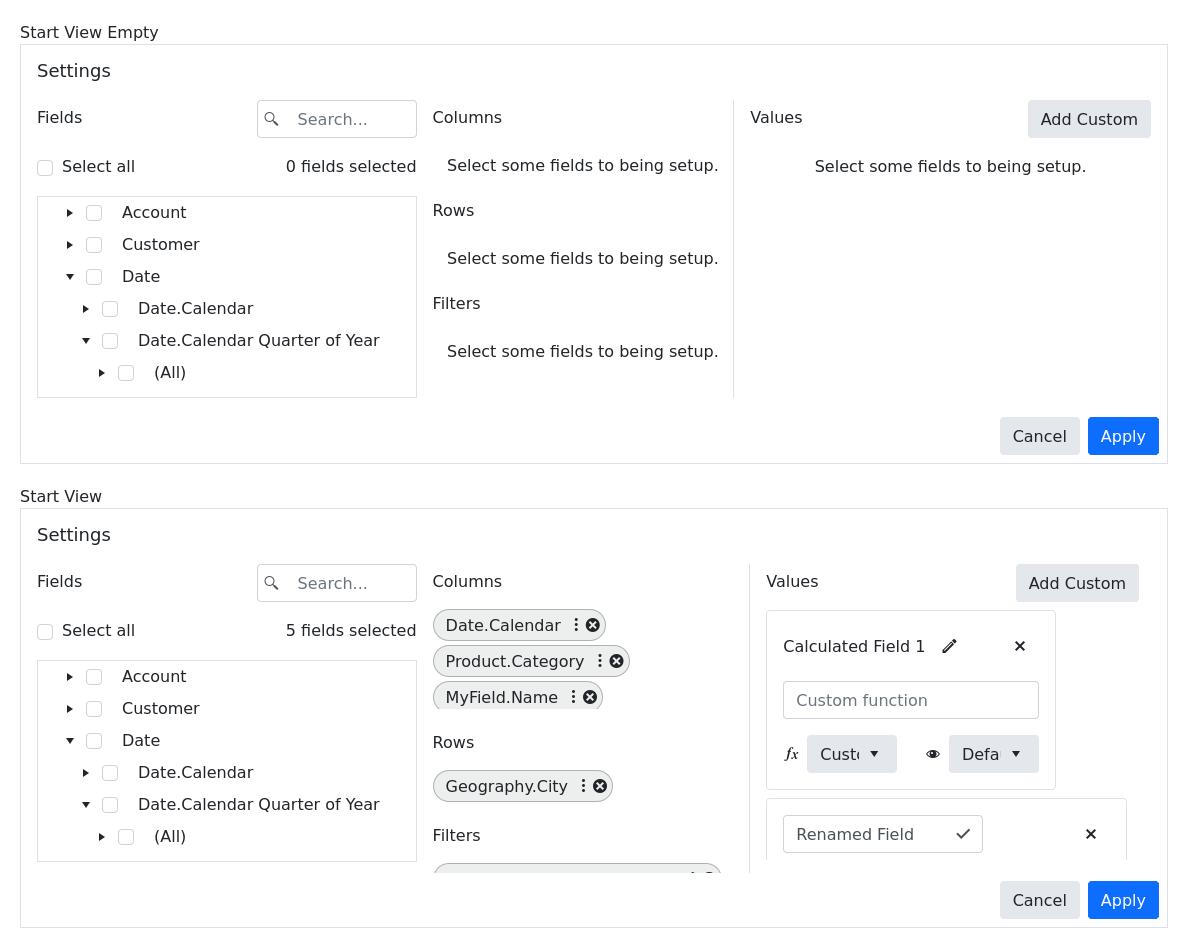 Start View Empty
Settings
Fields
Search...
Select all
0 fields selected
Account
Customer
Date
Date.Calendar
Date.Calendar Quarter of Year
(All)
Columns
Select some fields to being setup.
Rows
Select some fields to being setup.
Filters
Select some fields to being setup.
Values
Add Custom
Select some fields to being setup.
Cancel
Apply
Start View
Settings
Fields
Search...
Select all
5 fields selected
Account
Customer
Date
Date.Calendar
Date.Calendar Quarter of Year
(All)
Columns
Date.Calendar
Product.Category
MyField.Name
Rows
Geography.City
Filters
Values
Add Custom
Calculated Field 1
Custom function
fx
Defa
Renamed Field
Cancel
Apply